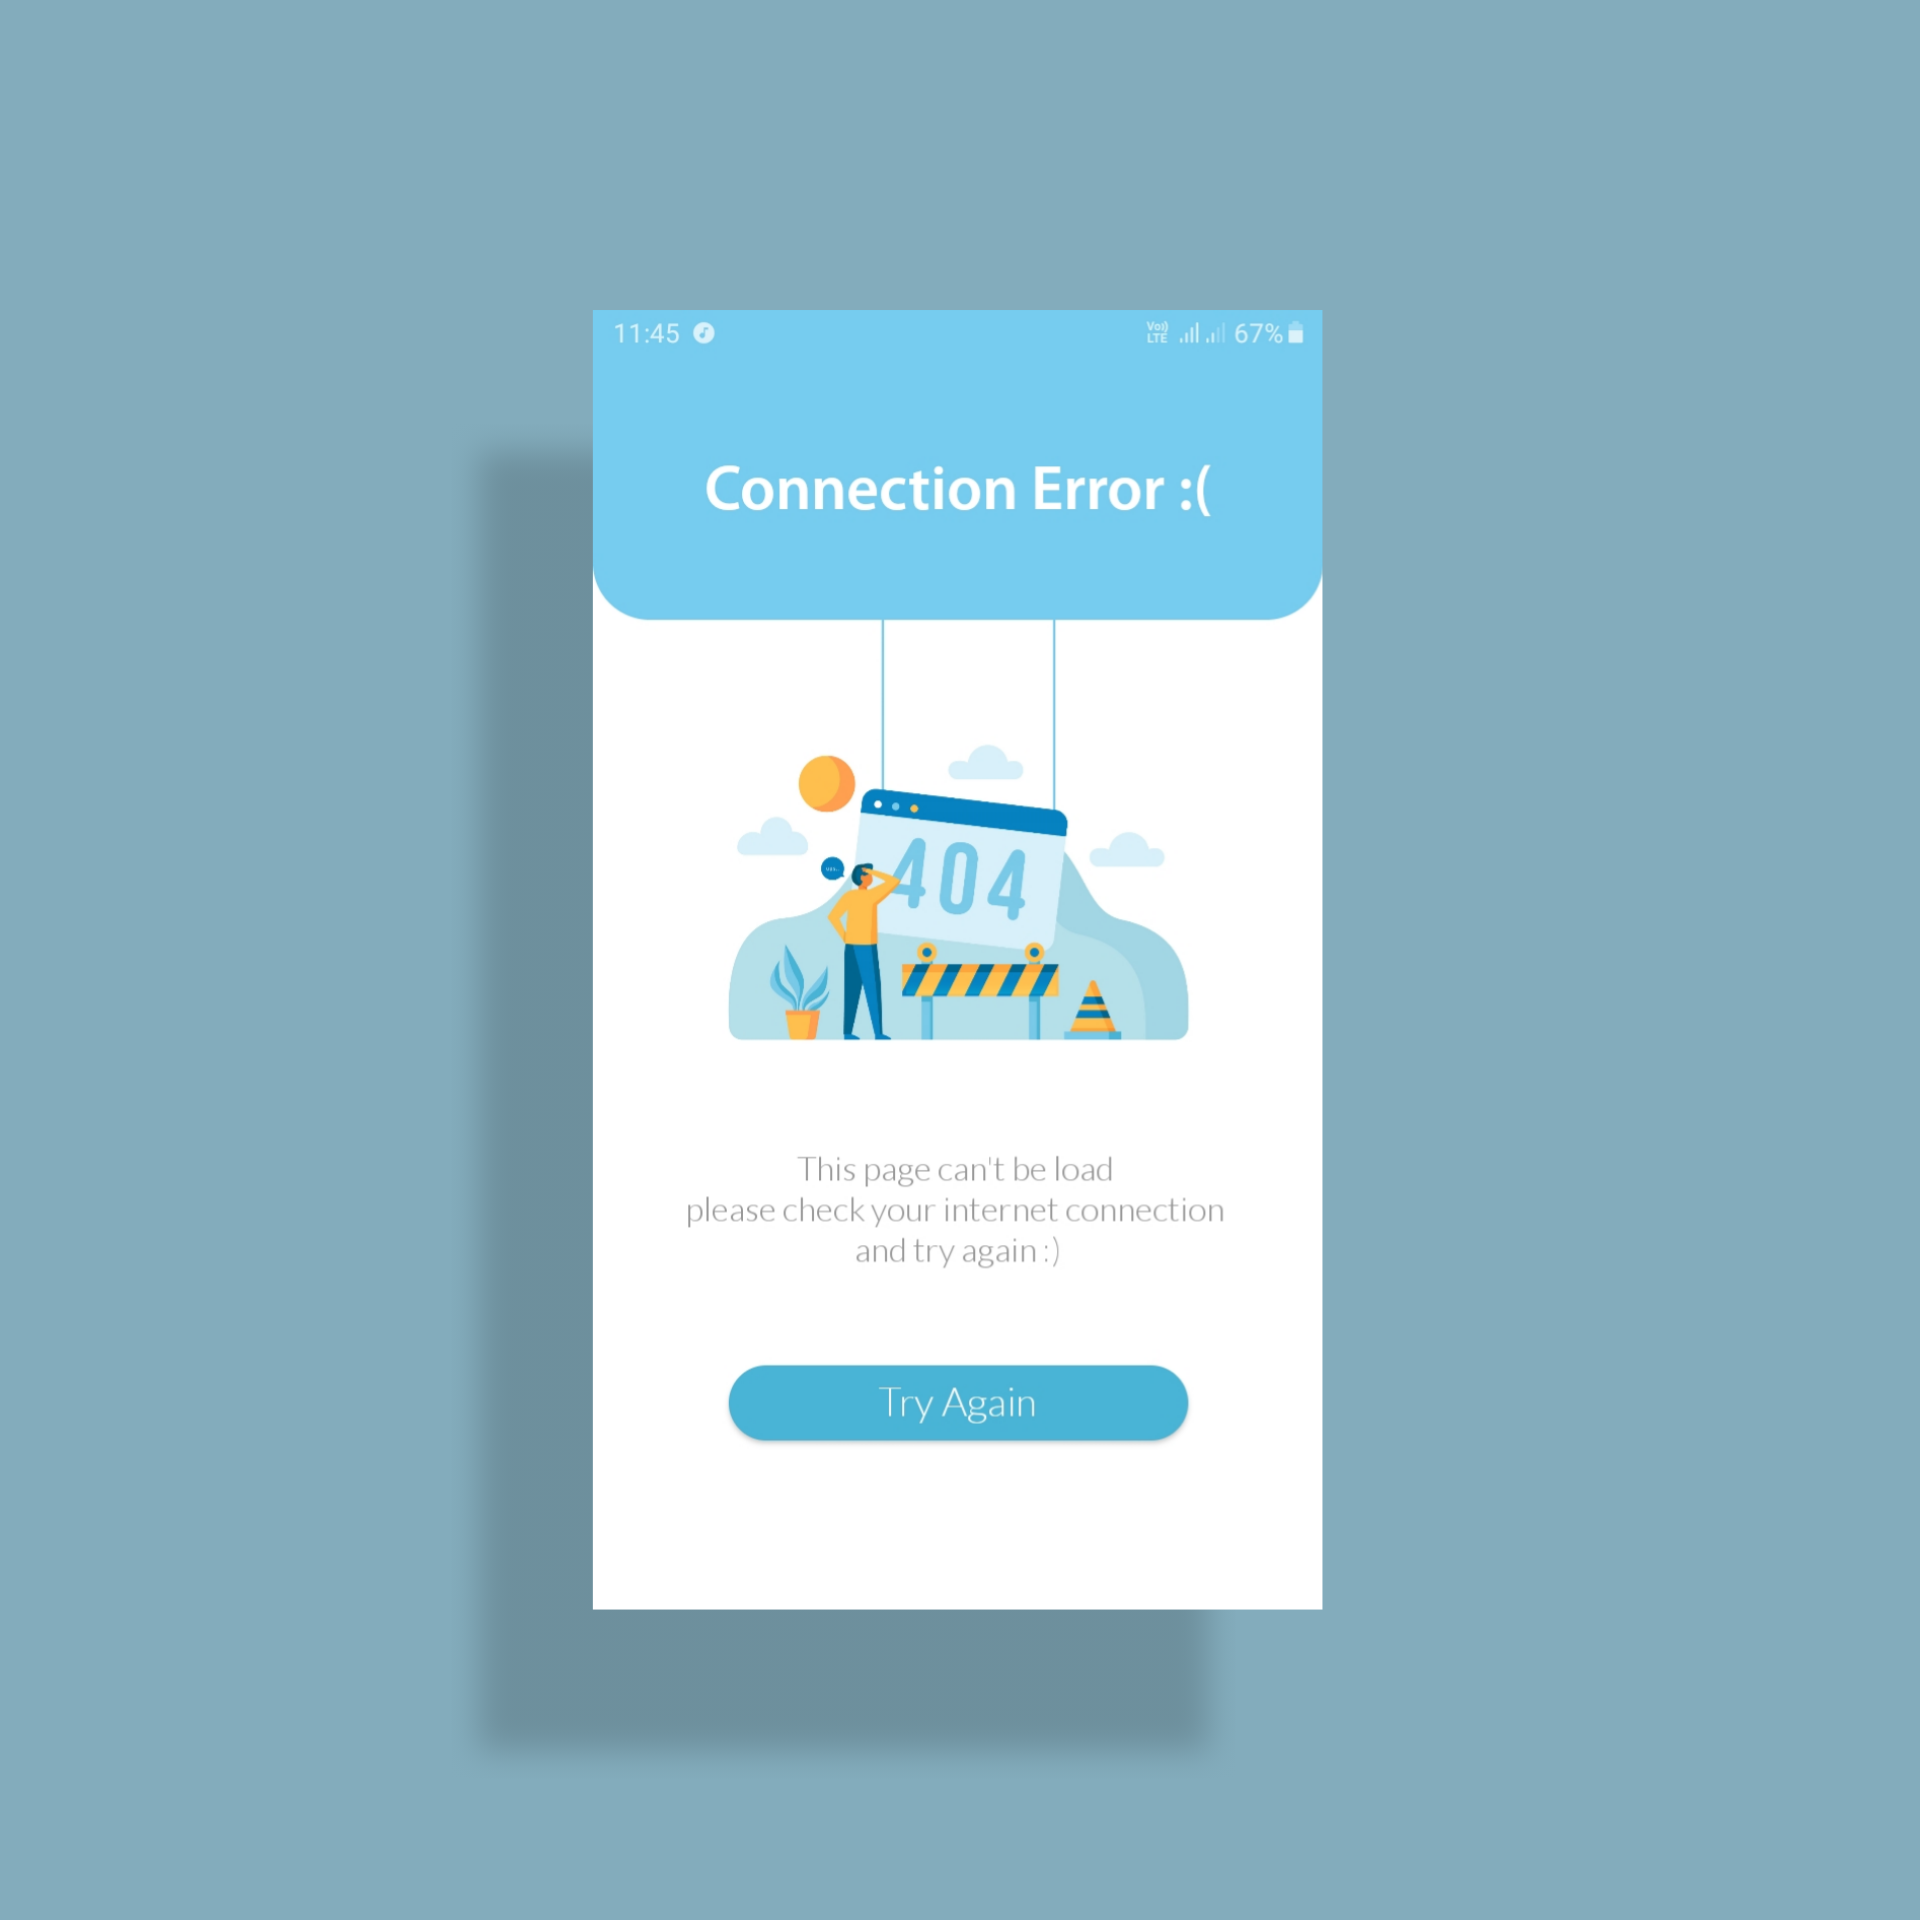 11:45
Vo))
LTE
67%
Connection Error :(
404
This page can't be load
please check your internet connection
and try again :)
Try Again